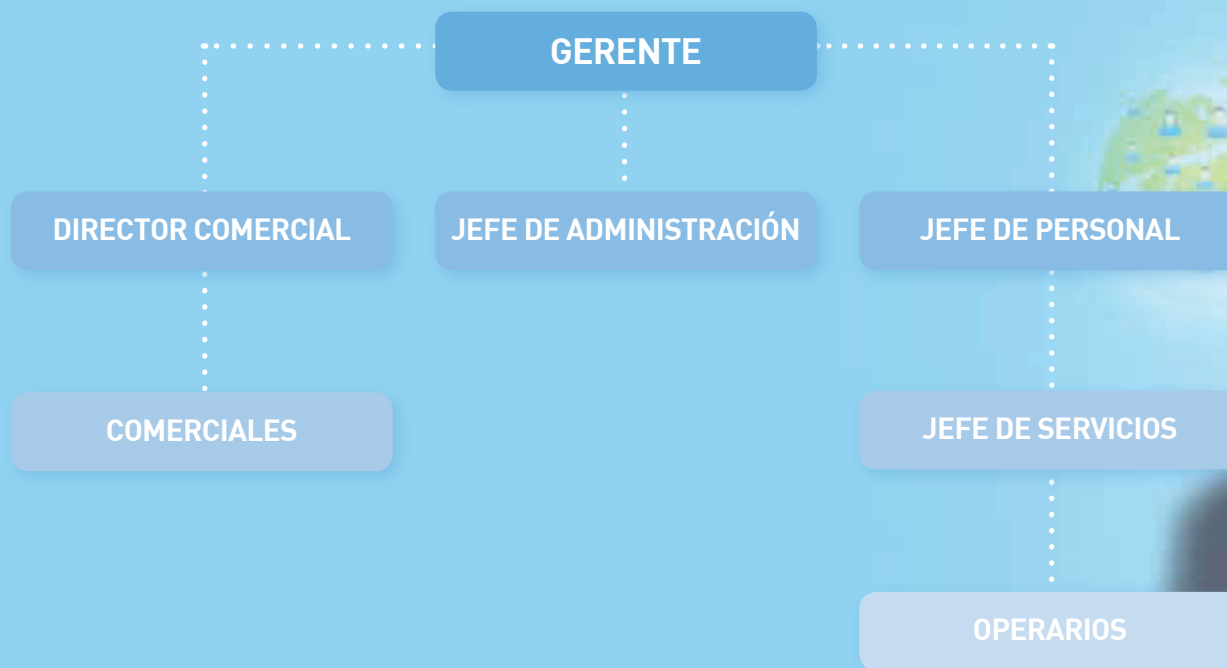 GERENTE
DIRECTOR COMERCIAL
JEFE DE ADMINISTRACIÓN
JEFE DE PERSONAL
COMERCIALES
JEFE DE SERVICIOS
OPERARIOS